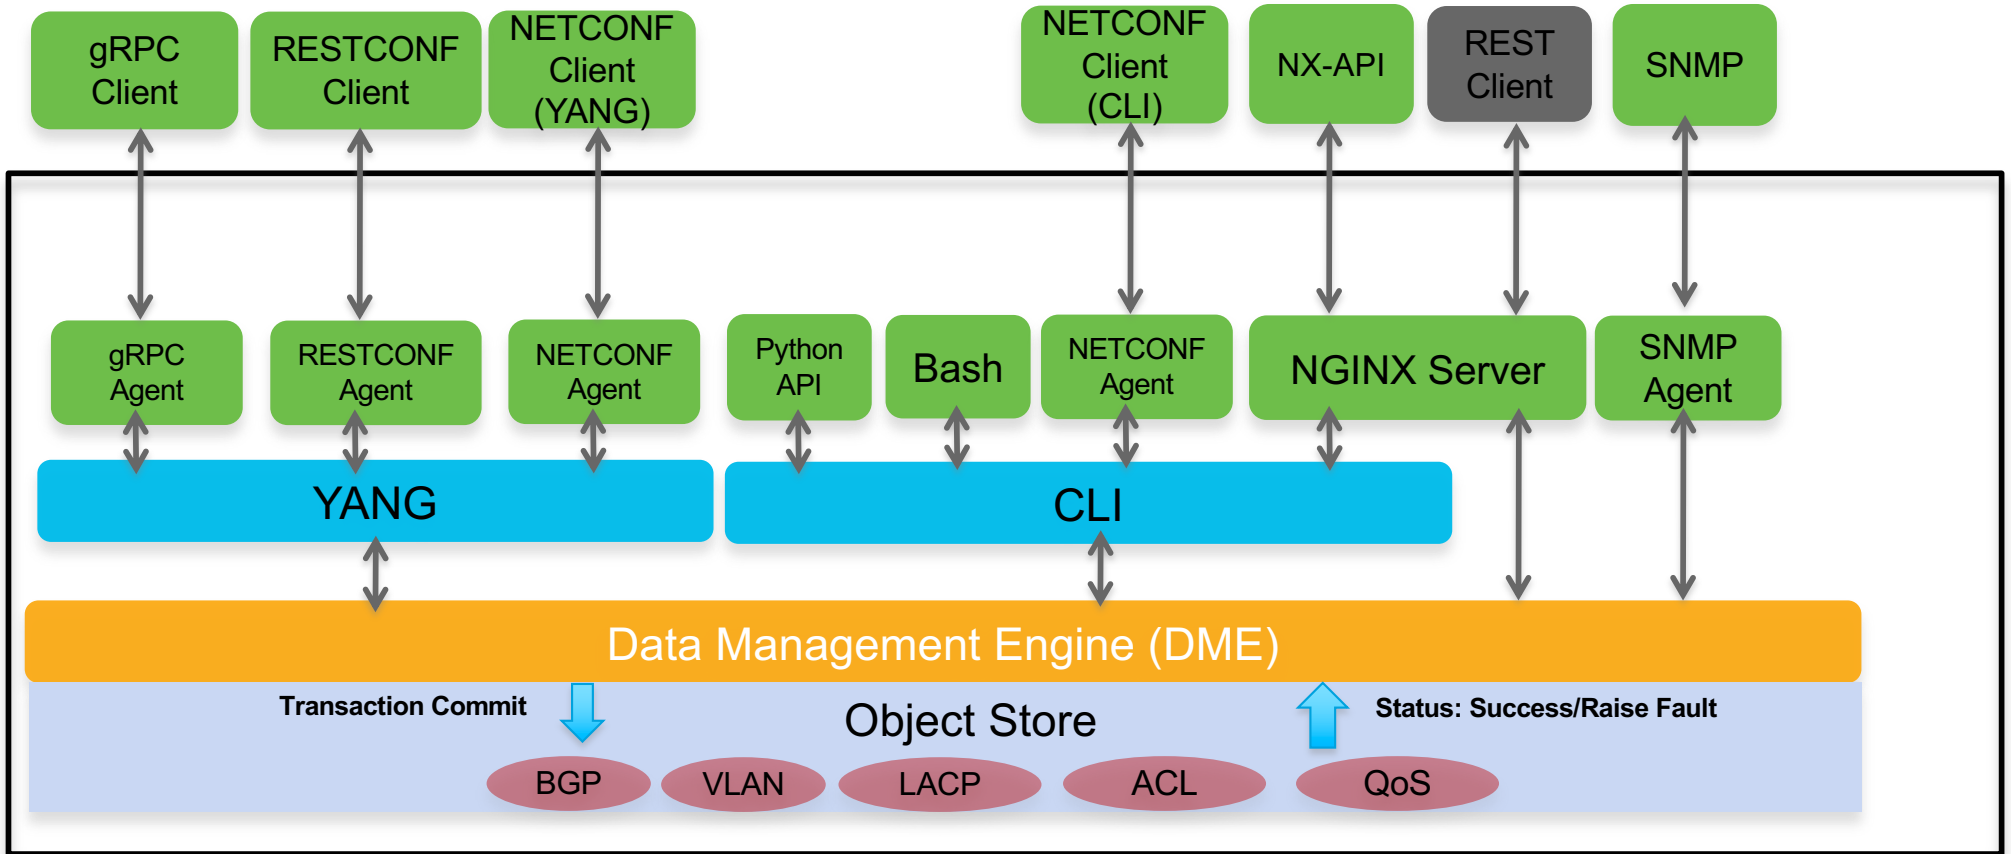 gRPC
Client
RESTCONF
Client
NETCONF
Client
(YANG)
NETCONF
Client
(CLI)
NX-API
REST
Client
SNMP
gRPC
Agent
RESTCONF
Agent
NETCONF
Agent
Python
API
Bash
NETCONF
Agent
NGINX Server
SNMP
Agent
YANG
CLI
Data Management Engine (DME)
Transaction Commit
Object Store
Status: Success/Raise Fault
BGP
VLAN
LACP
ACL
QoS